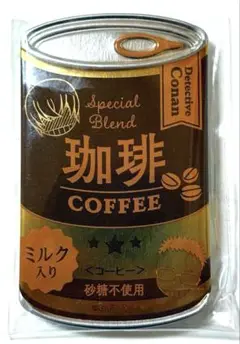 Detective
Conan
Special
Blend
珈琲
COFFEE
ミルク
入り
<コーヒー>
砂糖不使用